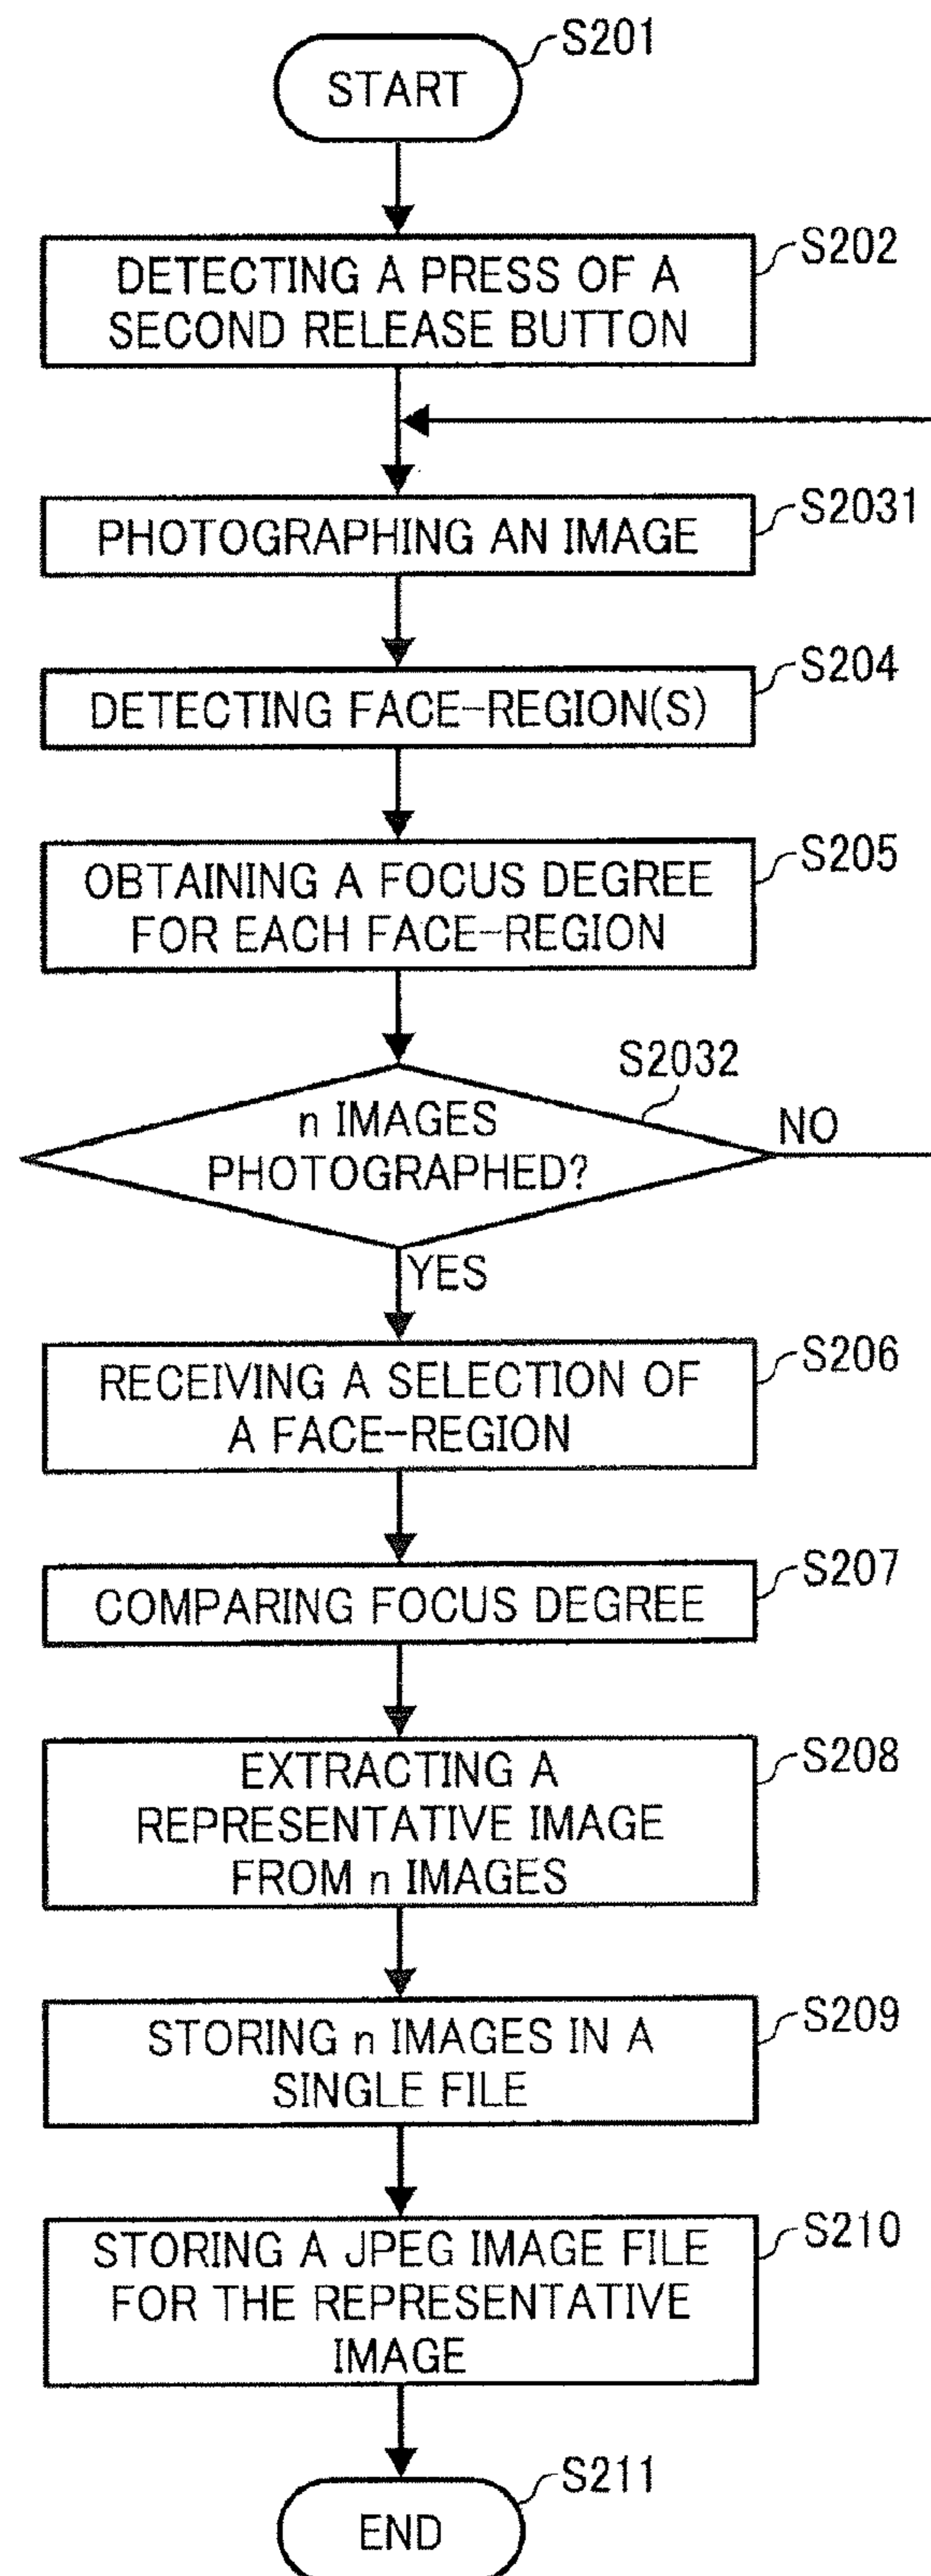 S201
START
S202
DETECTING A PRESS OF A
SECOND RELEASE BUTTON
S2031
PHOTOGRAPHING AN IMAGE
S204
DETECTING FACE-REGION(S)
S205
OBTAINING A FOCUS DEGREE
FOR EACH FACE-REGION
S2032
n IMAGES
PHOTOGRAPHED?
NO
YES
S206
RECEIVING A SELECTION OF
A FACE-REGION
S207
COMPARING FOCUS DEGREE
S208
EXTRACTING A
REPRESENTATIVE IMAGE
FROM n IMAGES
S209
STORING n IMAGES IN A
SINGLE FILE
S210
STORING A JPEG IMAGE FILE
FOR THE REPRESENTATIVE
IMAGE
S211
END